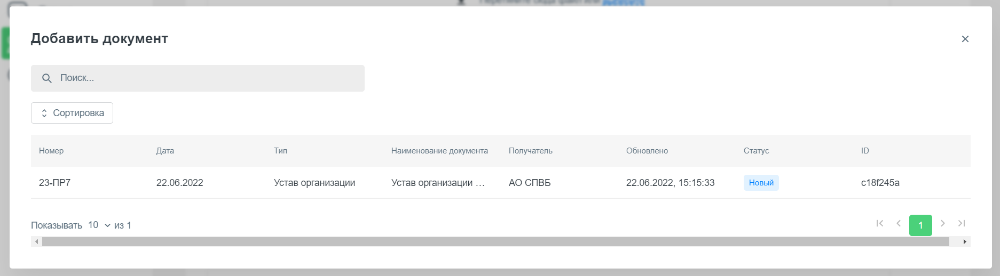 Добавить документ
Поиск...
Сортировка
Номер Дата Тип Наименование документа Получатель Обновлено Статус ID
23-ПР7 22.06.2022 Устав организации Устав организации … АО СПВБ 22.06.2022, 15:15:33 Новый c18f245a
Показывать 10 из 1 1